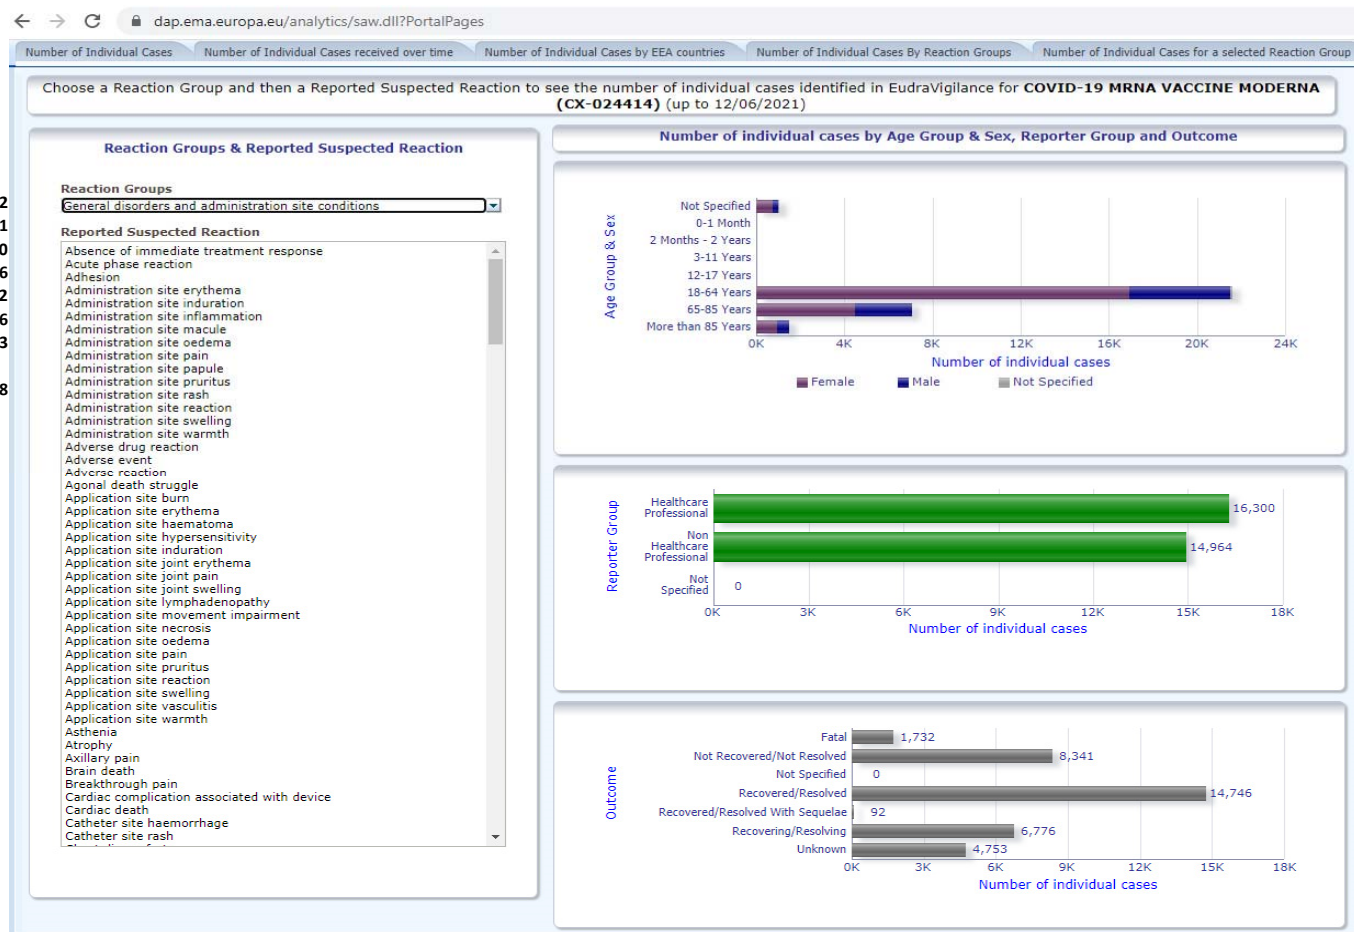 dap.ema.europa.eu/analytics/saw.dll?PortalPages
Number of Individual Cases
Number of Individual Cases received over time
Number of Individual Cases by EEA countries
Number of Individual Cases By Reaction Groups
Number of Individual Cases for a selected Reaction Group
Choose a Reaction Group and then a Reported Suspected Reaction to see the number of individual cases identified in EudraVigilance for COVID-19 MRNA VACCINE MODERNA
(CX-024414) (up to 12/06/2021)
Reaction Groups & Reported Suspected Reaction
Reaction Groups
General disorders and administration site conditions
Reported Suspected Reaction
Absence of immediate treatment response
Acute phase reaction
Adhesion
Administration site erythema
Administration site induration
Administration site inflammation
Administration site macule
Administration site oedema
Administration site pain
Administration site papule
Administration site pruritus
Administration site rash
Administration site reaction
Administration site swelling
Administration site warmth
Adverse drug reaction
Adverse event
Adverse reaction
Agonal death struggle
Application site burn
Application site erythema
Application site haematoma
Application site hypersensitivity
Application site induration
Application site joint erythema
Application site joint pain
Application site joint swelling
Application site lymphadenopathy
Application site movement impairment
Application site necrosis
Application site oedema
Application site pain
Application site pruritus
Application site reaction
Application site swelling
Application site vasculitis
Application site warmth
Asthenia
Atrophy
Axillary pain
Brain death
Breakthrough pain
Cardiac complication associated with device
Cardiac death
Catheter site haemorrhage
Catheter site rash
2
1
0
6
2
6
3
8
Number of individual cases by Age Group & Sex, Reporter Group and Outcome
Age Group & Sex
Not Specified
0-1 Month
2 Months - 2 Years
3-11 Years
12-17 Years
18-64 Years
65-85 Years
More than 85 Years
0K 4K 8K 12K 16K 20K 24K
Number of individual cases
Female Male Not Specified
Reporter Group
Healthcare
Professional
16,300
Non
Healthcare
Professional
14,964
Not
Specified
0
0K 3K 6K 9K 12K 15K 18K
Number of individual cases
Outcome
Fatal 1,732
Not Recovered/Not Resolved 8,341
Not Specified 0
Recovered/Resolved 14,746
Recovered/Resolved With Sequelae 92
Recovering/Resolving 6,776
Unknown 4,753
0K 3K 6K 9K 12K 15K 18K
Number of individual cases